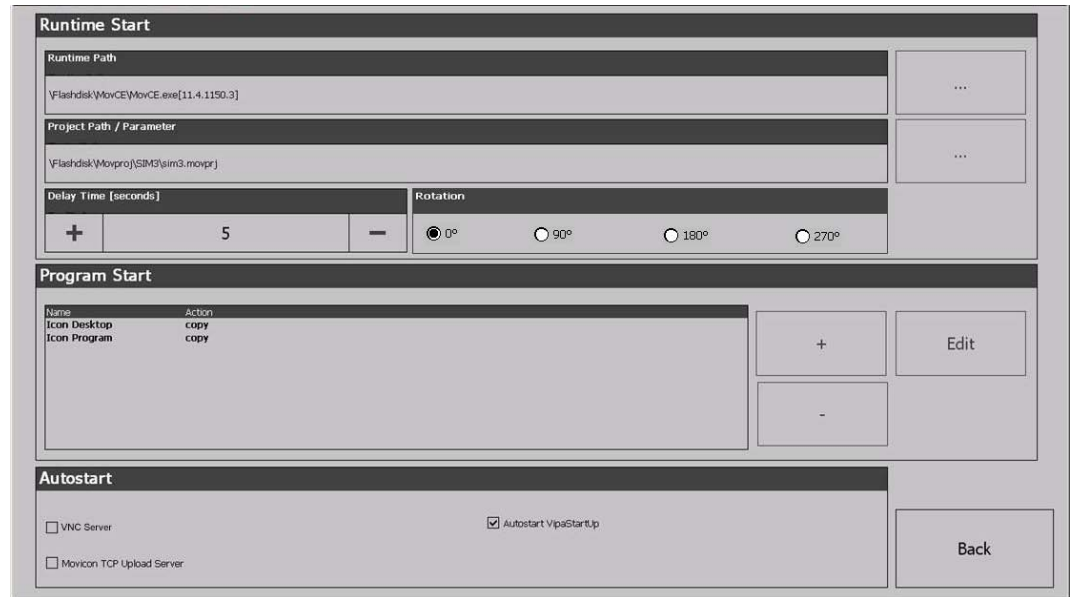 Runtime Start
Runtime Path
\Flashdisk\MovCE\MovCE.exe[11.4.1150.3]
...
Project Path / Parameter
\Flashdisk\Movproj\SIM3\sim3.movprj
...
Delay Time [seconds]
Rotation
+ 5 −
0° 90° 180° 270°
Program Start
Name Action
Icon Desktop copy
Icon Program copy
+
Edit
-
Autostart
VNC Server
Autostart VipaStartUp
Movicon TCP Upload Server
Back